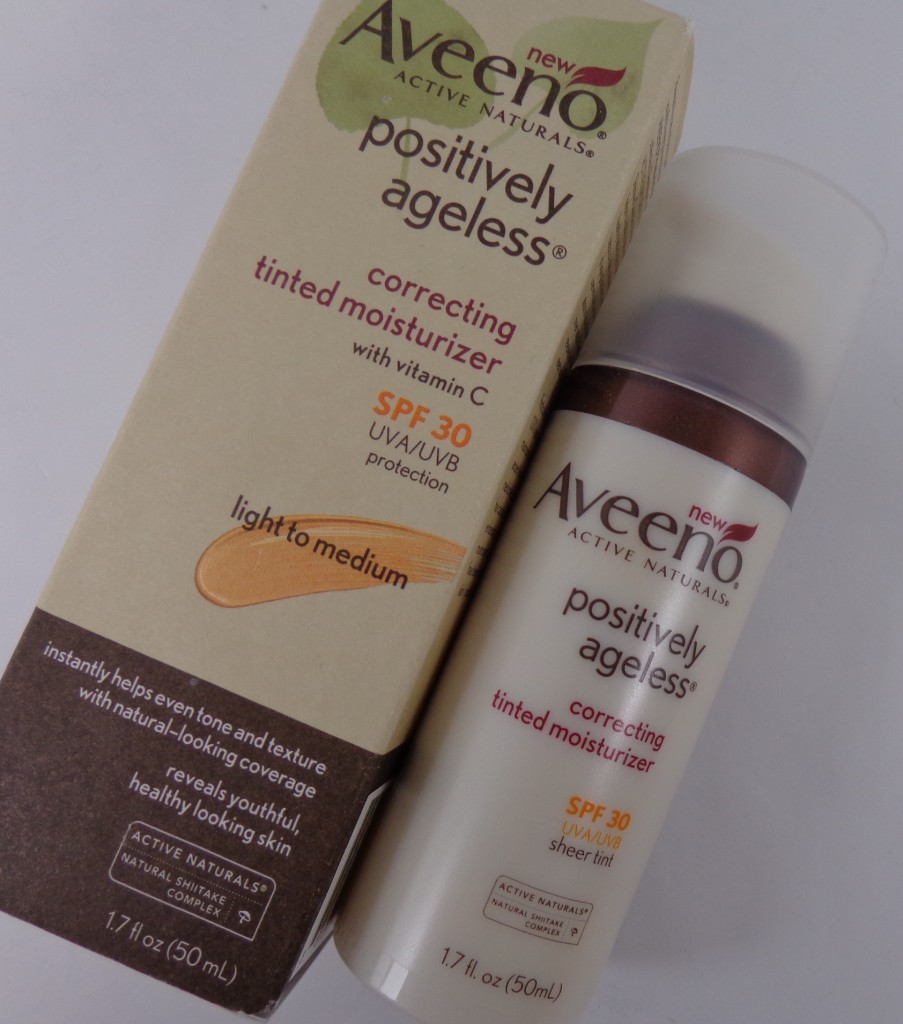 new
Aveeno®
ACTIVE NATURALS®
positively
ageless®
correcting
tinted moisturizer
with vitamin C
SPF 30
UVA/UVB
protection
light to medium
instantly helps even tone and texture
with natural-looking coverage
reveals youthful,
healthy looking skin
ACTIVE NATURALS®
NATURAL SHIITAKE
COMPLEX
1.7 fl oz (50 mL)
new
Aveeno®
ACTIVE NATURALS®
positively
ageless®
correcting
tinted moisturizer
SPF 30
UVA/UVB
sheer tint
ACTIVE NATURALS®
NATURAL SHIITAKE
COMPLEX
1.7 fl. oz (50mL)